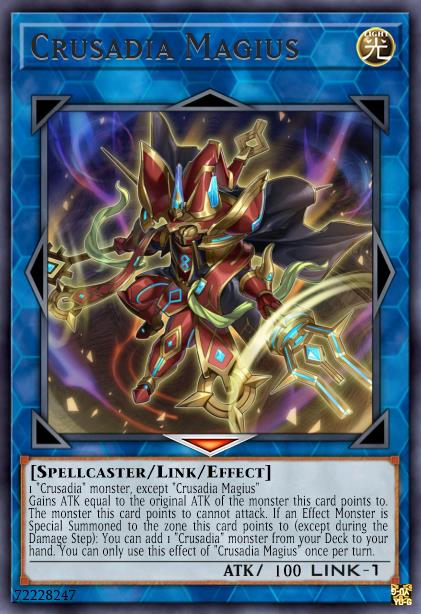 Crusadia Magius
LIGHT
光
[Spellcaster/Link/Effect]
1 "Crusadia" monster, except "Crusadia Magius"
Gains ATK equal to the original ATK of the monster this card points to.
The monster this card points to cannot attack. If an Effect Monster is
Special Summoned to the zone this card points to (except during the
Damage Step): You can add 1 "Crusadia" monster from your Deck to your
hand. You can only use this effect of "Crusadia Magius" once per turn.
ATK/ 100 LINK-1
72228247